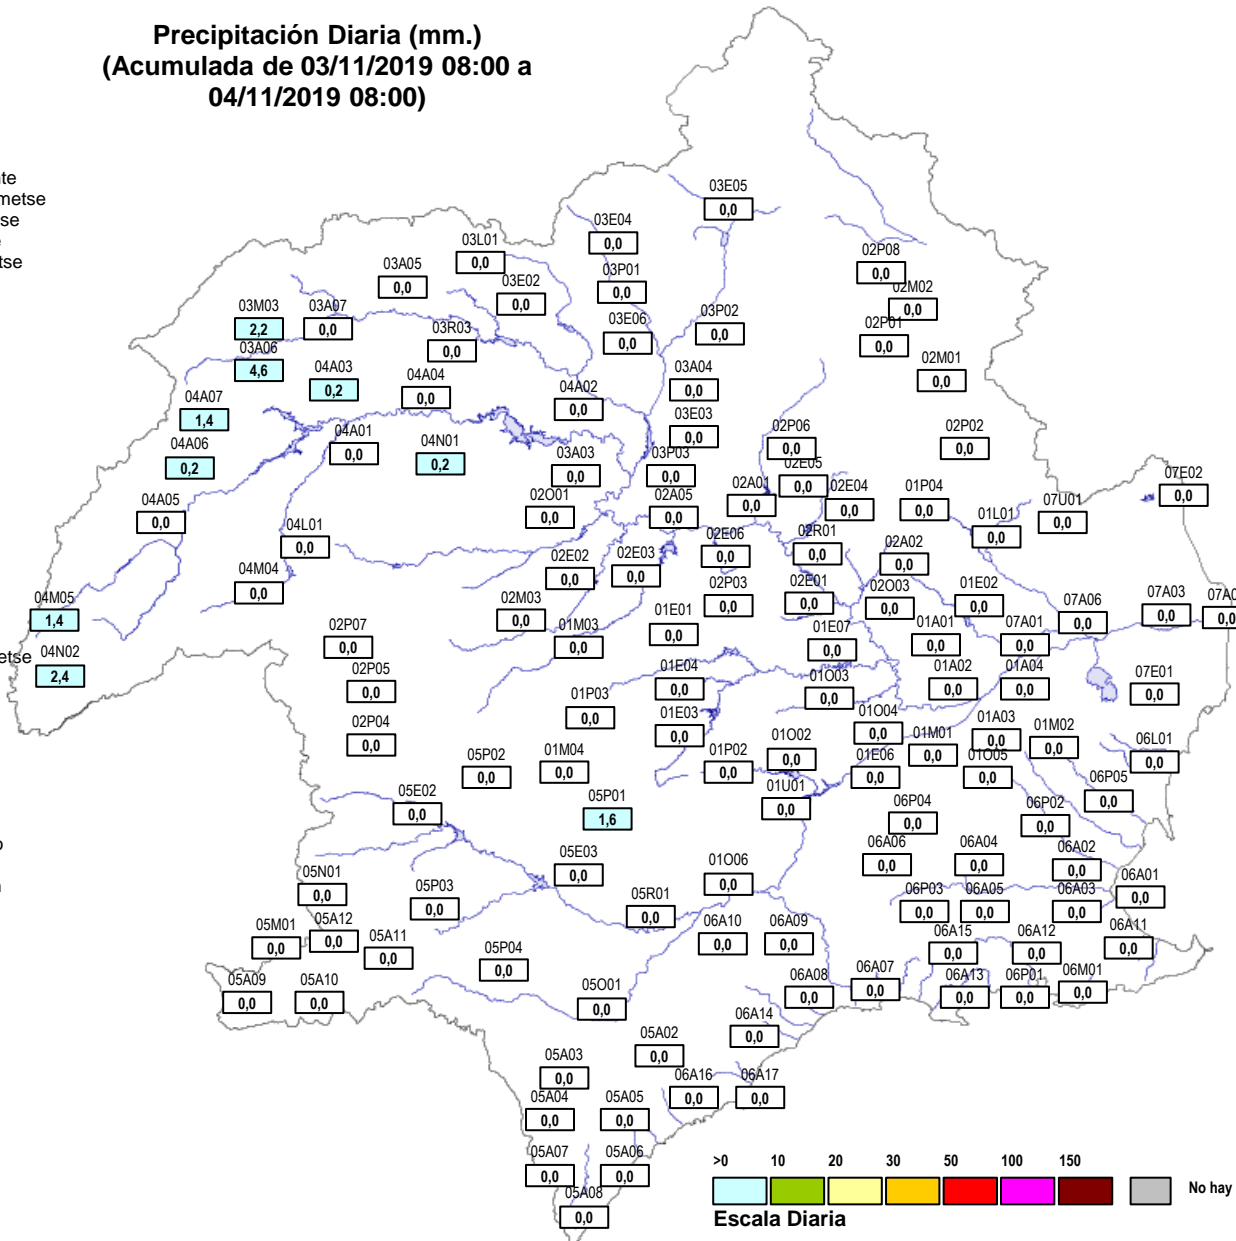 Precipitación Diaria (mm.)
(Acumulada de 03/11/2019 08:00 a
04/11/2019 08:00)
03E05
0,0
03E04
0,0
03L01
0,0
02P08
0,0
03A05
0,0
03P01
0,0
03E02
0,0
02M02
0,0
03M03
2,2
03A07
0,0
03P02
0,0
03E06
0,0
02P01
0,0
03R03
0,0
03A06
4,6
02M01
0,0
04A03
0,2
03A04
0,0
04A04
0,0
04A02
0,0
04A07
1,4
03E03
0,0
04A01
0,0
02P06
0,0
02P02
0,0
04N01
0,2
04A06
0,2
03A03
0,0
03P03
0,0
02E05
0,0
07E02
0,0
02A01
0,0
02E04
0,0
01P04
0,0
04A05
0,0
02O01
0,0
02A05
0,0
07U01
0,0
01L01
0,0
04L01
0,0
02E06
0,0
02R01
0,0
02A02
0,0
02E02
0,0
02E03
0,0
04M04
0,0
02P03
0,0
02E01
0,0
02O03
0,0
01E02
0,0
04M05
1,4
02M03
0,0
07A06
0,0
07A03
0,0
07A0
0,0
01E01
0,0
02P07
0,0
01M03
0,0
01E07
0,0
01A01
0,0
07A01
0,0
etse
04N02
2,4
02P05
0,0
01E04
0,0
01O03
0,0
01A02
0,0
01A04
0,0
07E01
0,0
01P03
0,0
01E03
0,0
01O04
0,0
02P04
0,0
01A03
0,0
01M02
0,0
01M01
0,0
06L01
0,0
05P02
0,0
01M04
0,0
01P02
0,0
01O02
0,0
01E06
0,0
01O05
0,0
05E02
0,0
05P01
1,6
01U01
0,0
06P05
0,0
06P04
0,0
06P02
0,0
05E03
0,0
01O06
0,0
06A06
0,0
06A04
0,0
06A02
0,0
05N01
0,0
05P03
0,0
05R01
0,0
06P03
0,0
06A05
0,0
06A03
0,0
06A01
0,0
05M01
0,0
05A12
0,0
05A11
0,0
06A10
0,0
06A09
0,0
06A15
0,0
06A12
0,0
06A11
0,0
05P04
0,0
05A09
0,0
05A10
0,0
05O01
0,0
06A08
0,0
06A07
0,0
06A13
0,0
06P01
0,0
06M01
0,0
06A14
0,0
05A02
0,0
05A03
0,0
06A16
0,0
06A17
0,0
05A04
0,0
05A05
0,0
05A07
0,0
05A06
0,0
05A08
0,0
>0 10 20 30 50 100 150
No hay
Escala Diaria